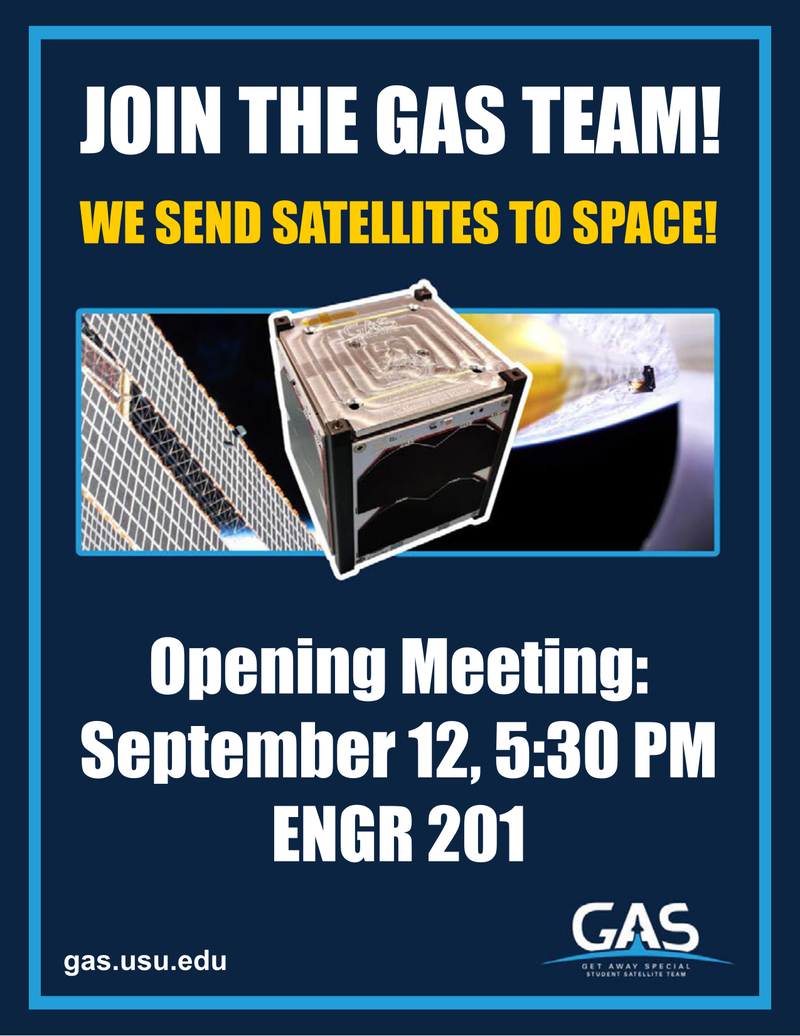 JOIN THE GAS TEAM!
WE SEND SATELLITES TO SPACE!
GAS
Opening Meeting:
September 12, 5:30 PM
ENGR 201
gas.usu.edu
GAS
GET AWAY SPECIAL
STUDENT SATELLITE TEAM